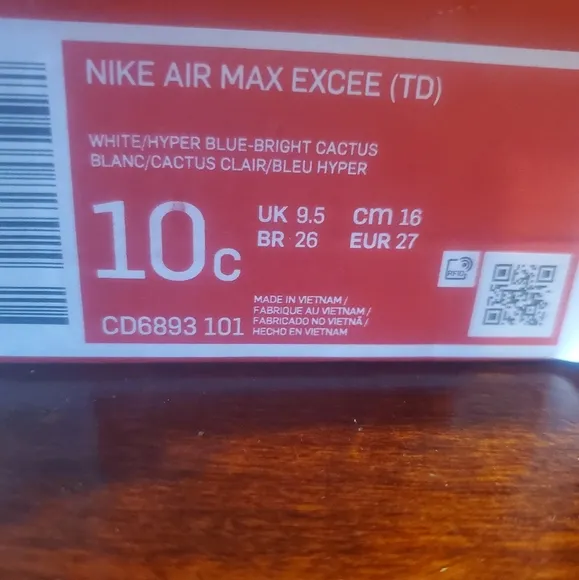 NIKE AIR MAX EXCEE (TD)
WHITE/HYPER BLUE-BRIGHT CACTUS
BLANC/CACTUS CLAIR/BLEU HYPER
10C
UK 9.5 cm 16
BR 26 EUR 27
RFID
CD6893 101
MADE IN VIETNAM /
FABRIQUE AU VIETNAM /
FABRICADO NO VIETNÃ /
HECHO EN VIETNAM